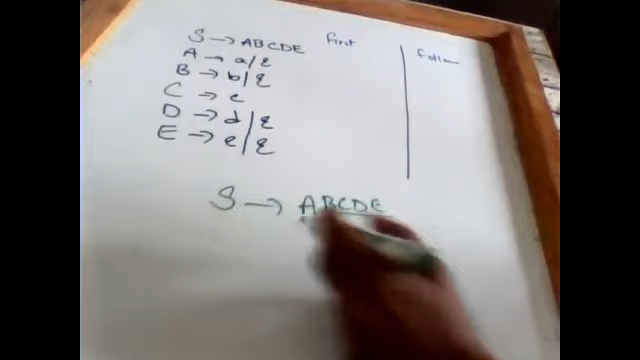 S → ABCDE First
A → a/ε Follow
B → b/ε
C → c
D → d/ε
E → e/ε
S → ABCDE